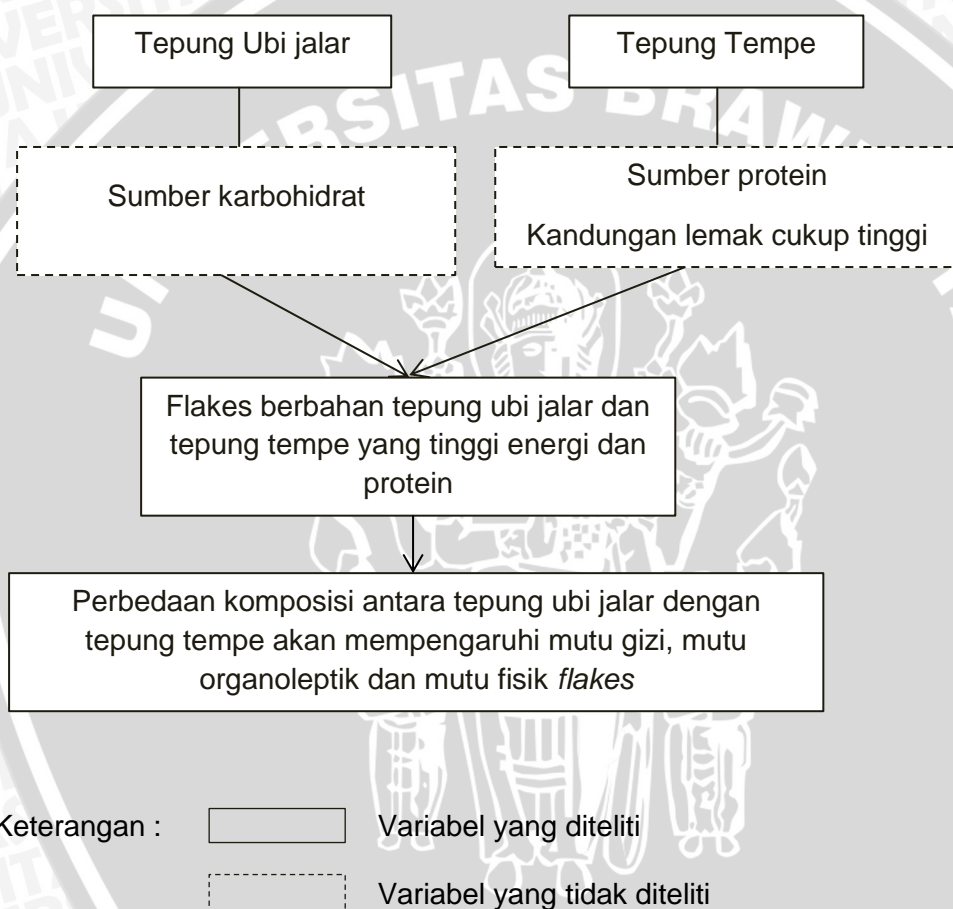 Tepung Ubi jalar
Tepung Tempe
Sumber karbohidrat
Sumber protein
Kandungan lemak cukup tinggi
Flakes berbahan tepung ubi jalar dan
tepung tempe yang tinggi energi dan
protein
Perbedaan komposisi antara tepung ubi jalar dengan
tepung tempe akan mempengaruhi mutu gizi, mutu
organoleptik dan mutu fisik flakes
Keterangan :
Variabel yang diteliti
Variabel yang tidak diteliti